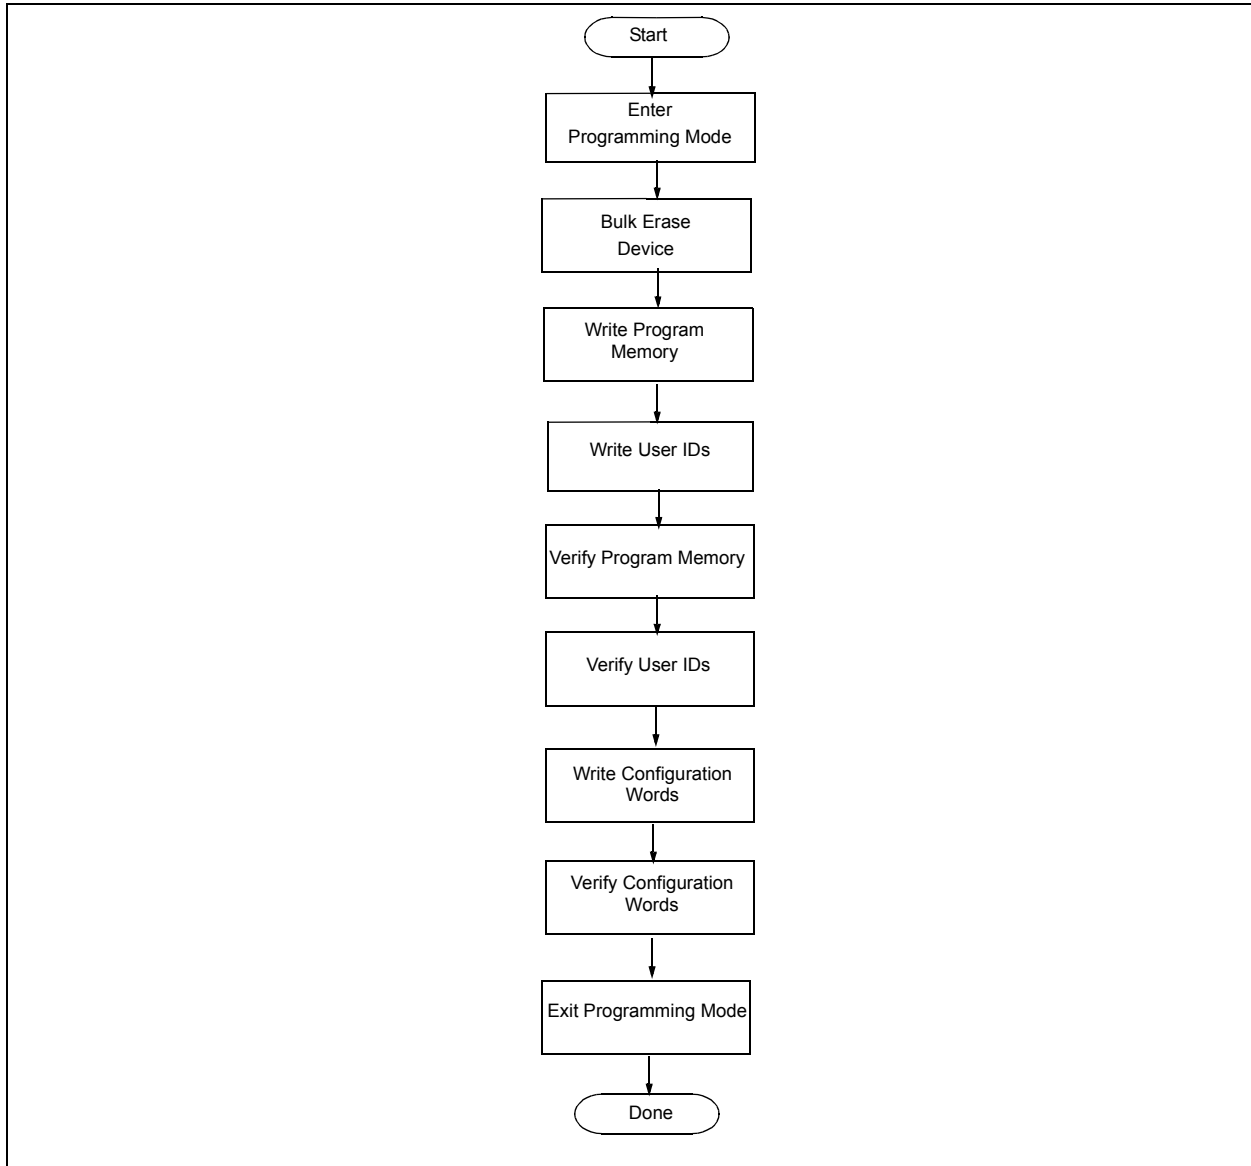 Start
Enter
Programming Mode
Bulk Erase
Device
Write Program
Memory
Write User IDs
Verify Program Memory
Verify User IDs
Write Configuration
Words
Verify Configuration
Words
Exit Programming Mode
Done